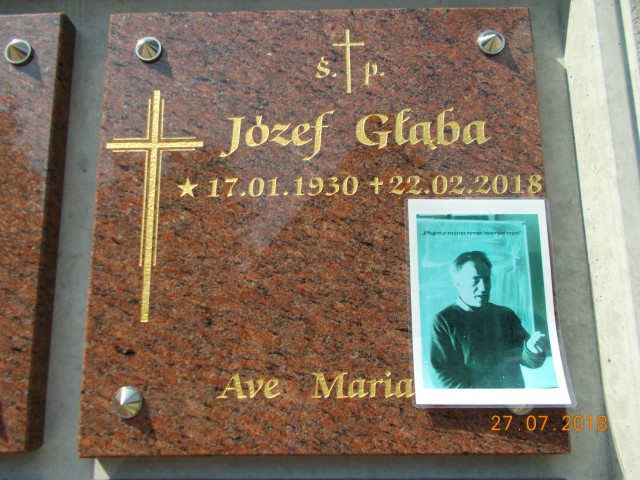 Ś. p.
Józef Głąba
17.01.1930 22.02.2018
Ave Maria
27.07.2018